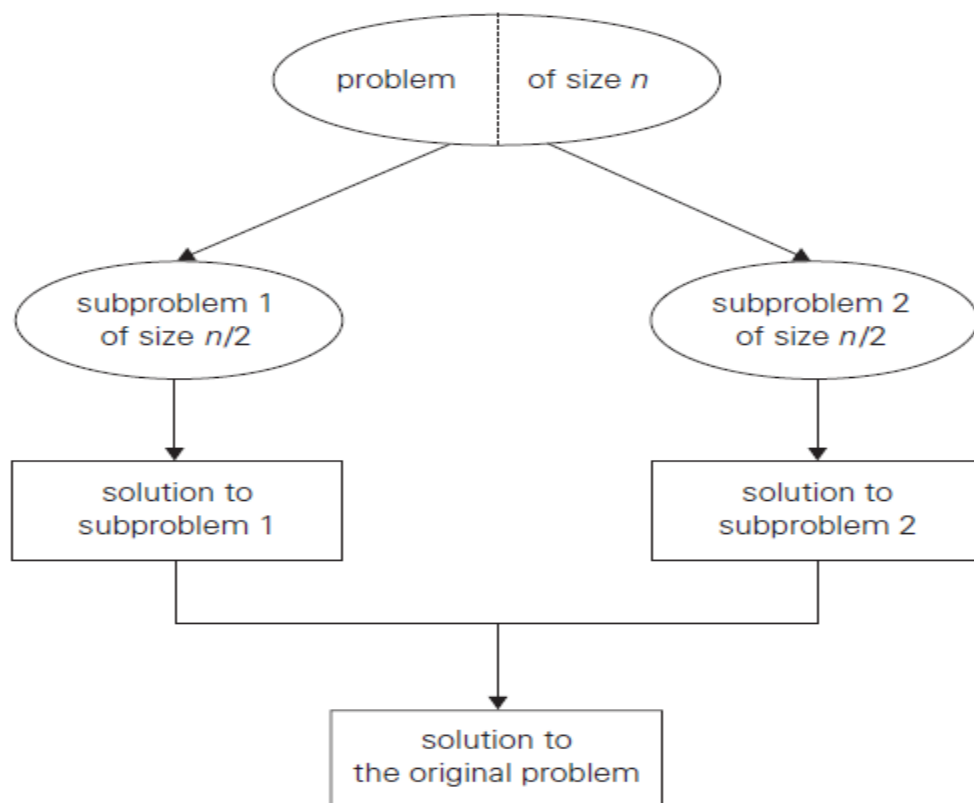 problem of size n
subproblem 1
of size n/2
subproblem 2
of size n/2
solution to
subproblem 1
solution to
subproblem 2
solution to
the original problem